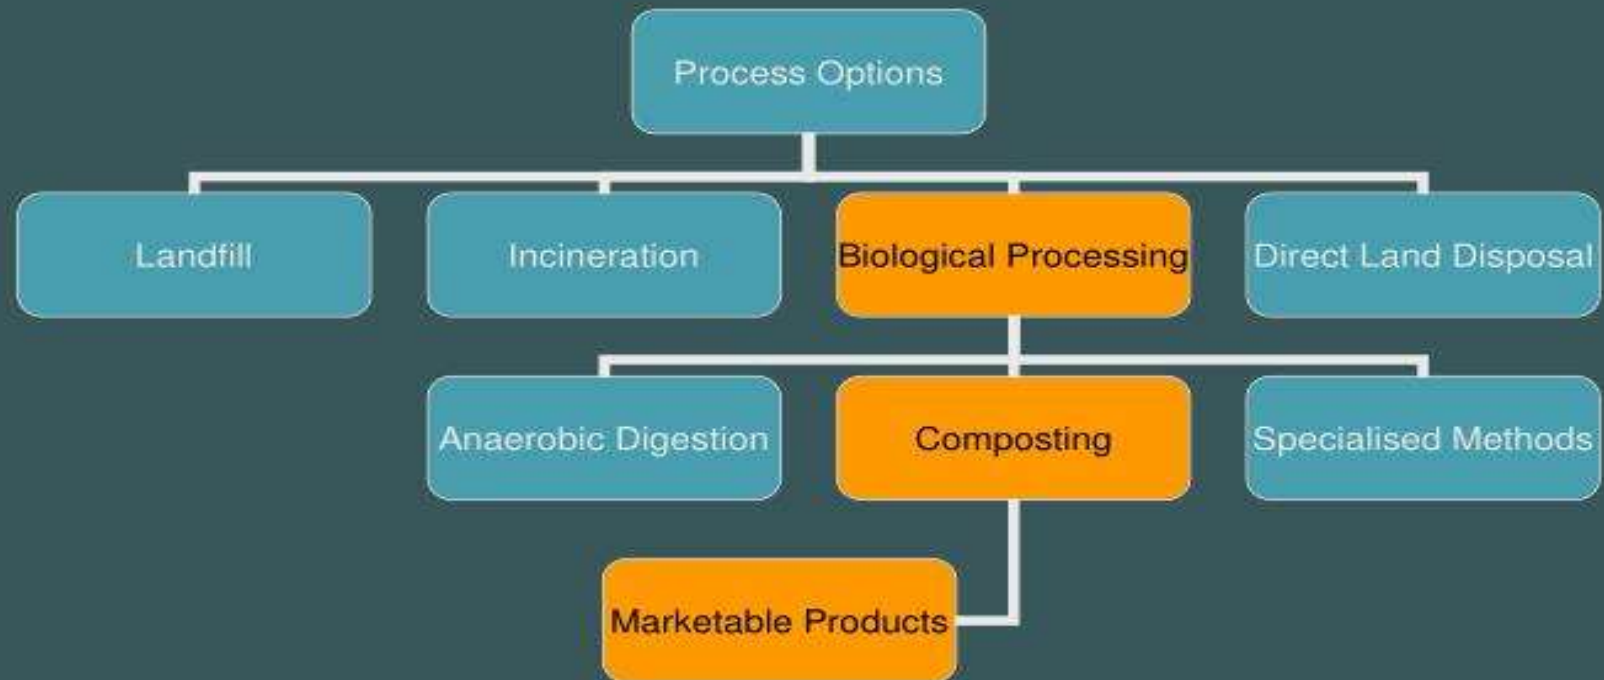 Process Options
Landfill
Incineration
Biological Processing
Direct Land Disposal
Anaerobic Digestion
Composting
Specialised Methods
Marketable Products